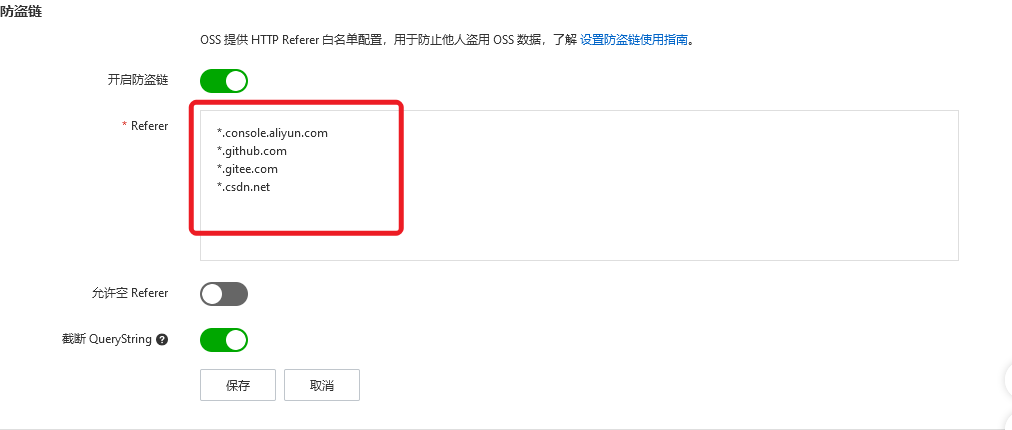 防盗链
OSS 提供 HTTP Referer 白名单配置，用于防止他人盗用 OSS 数据，了解 设置防盗链使用指南。
开启防盗链
* Referer
*.console.aliyun.com
*.github.com
*.gitee.com
*.csdn.net
允许空 Referer
截断 QueryString ?
保存 取消